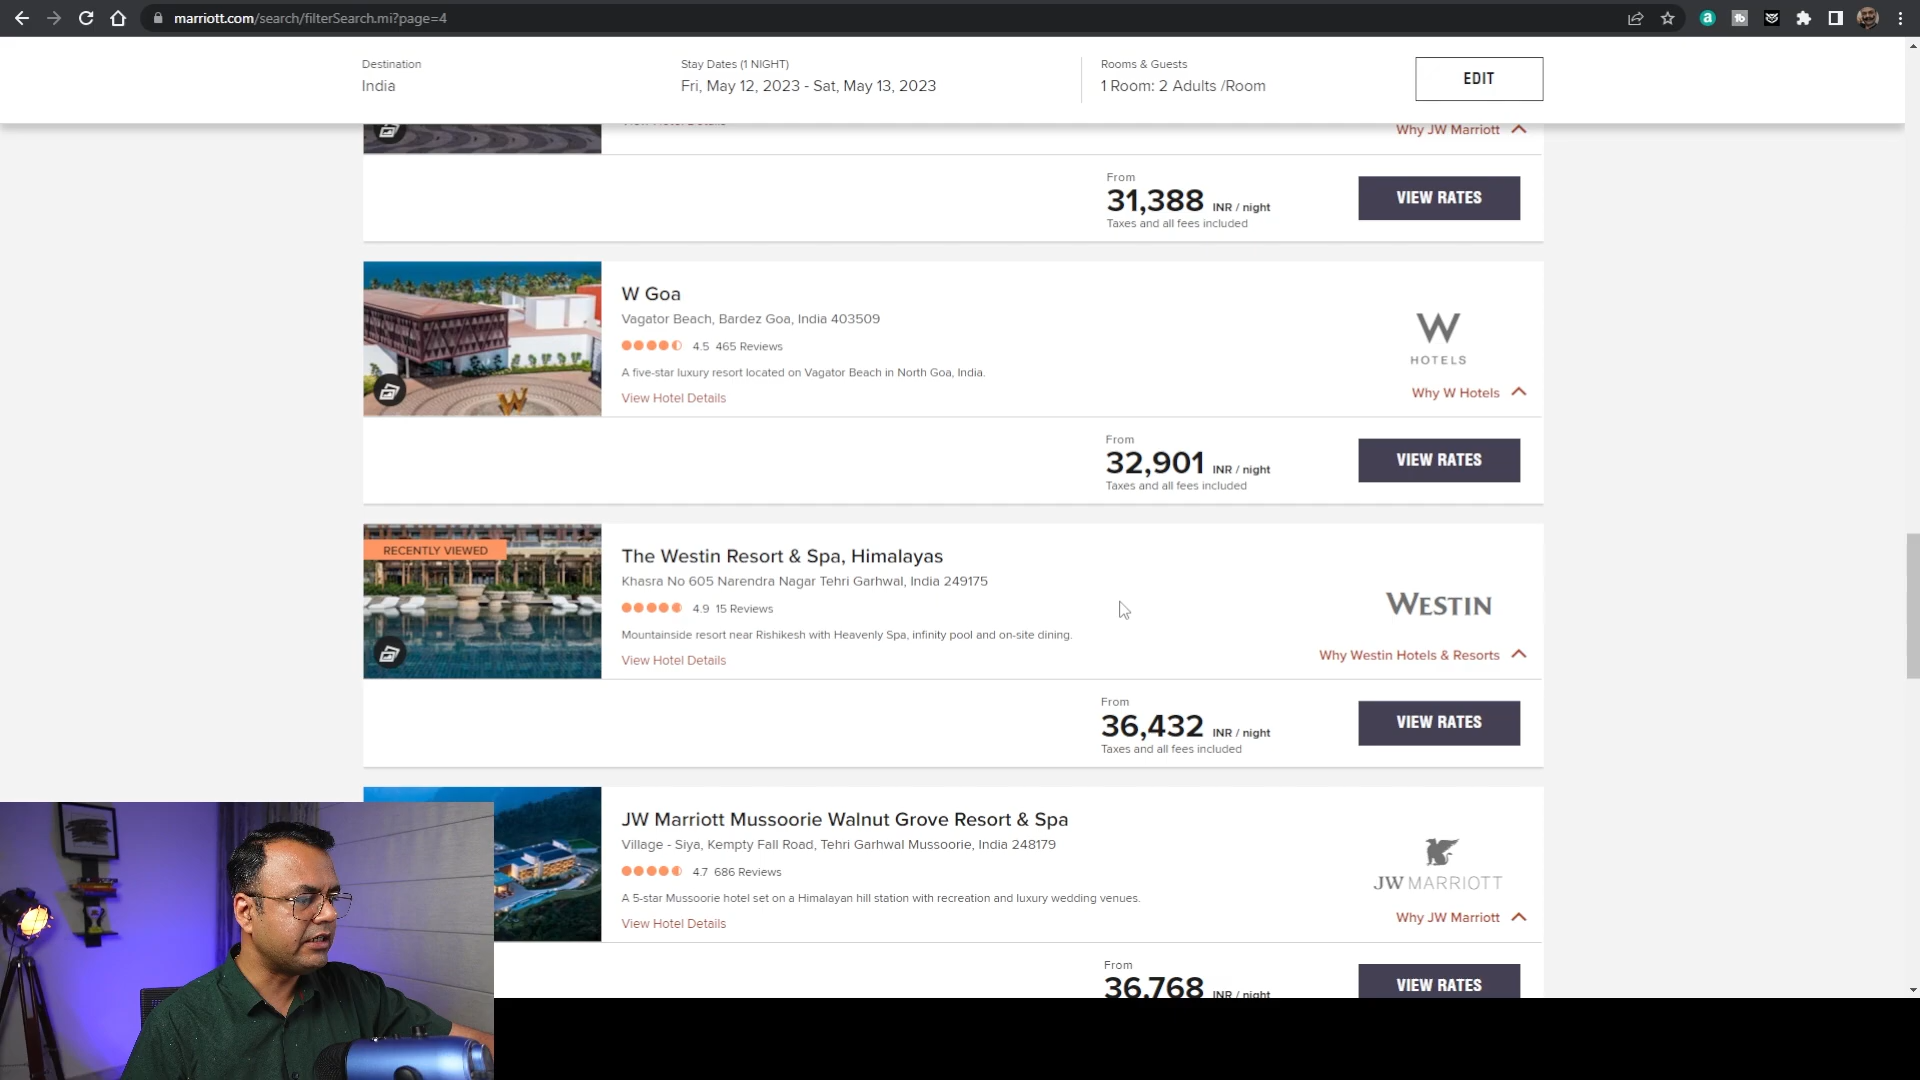 marriott.com/search/filterSearch.mi?page=4
Destination
India
Stay Dates (1 NIGHT)
Fri, May 12, 2023 - Sat, May 13, 2023
Rooms & Guests
1 Room: 2 Adults /Room
EDIT
View Hotel Details
Why JW Marriott
From
31,388 INR / night
Taxes and all fees included
VIEW RATES
W Goa
Vagator Beach, Bardez Goa, India 403509
4.5 465 Reviews
A five-star luxury resort located on Vagator Beach in North Goa, India.
View Hotel Details
W
HOTELS
Why W Hotels
From
32,901 INR / night
Taxes and all fees included
VIEW RATES
RECENTLY VIEWED
The Westin Resort & Spa, Himalayas
Khasra No 605 Narendra Nagar Tehri Garhwal, India 249175
4.9 15 Reviews
Mountainside resort near Rishikesh with Heavenly Spa, infinity pool and on-site dining.
View Hotel Details
WESTIN
Why Westin Hotels & Resorts
From
36,432 INR / night
Taxes and all fees included
VIEW RATES
JW Marriott Mussoorie Walnut Grove Resort & Spa
Village - Siya, Kempty Fall Road, Tehri Garhwal Mussoorie, India 248179
4.7 686 Reviews
A 5-star Mussoorie hotel set on a Himalayan hill station with recreation and luxury wedding venues.
View Hotel Details
JW MARRIOTT
Why JW Marriott
From
36,768 INR / night
VIEW RATES